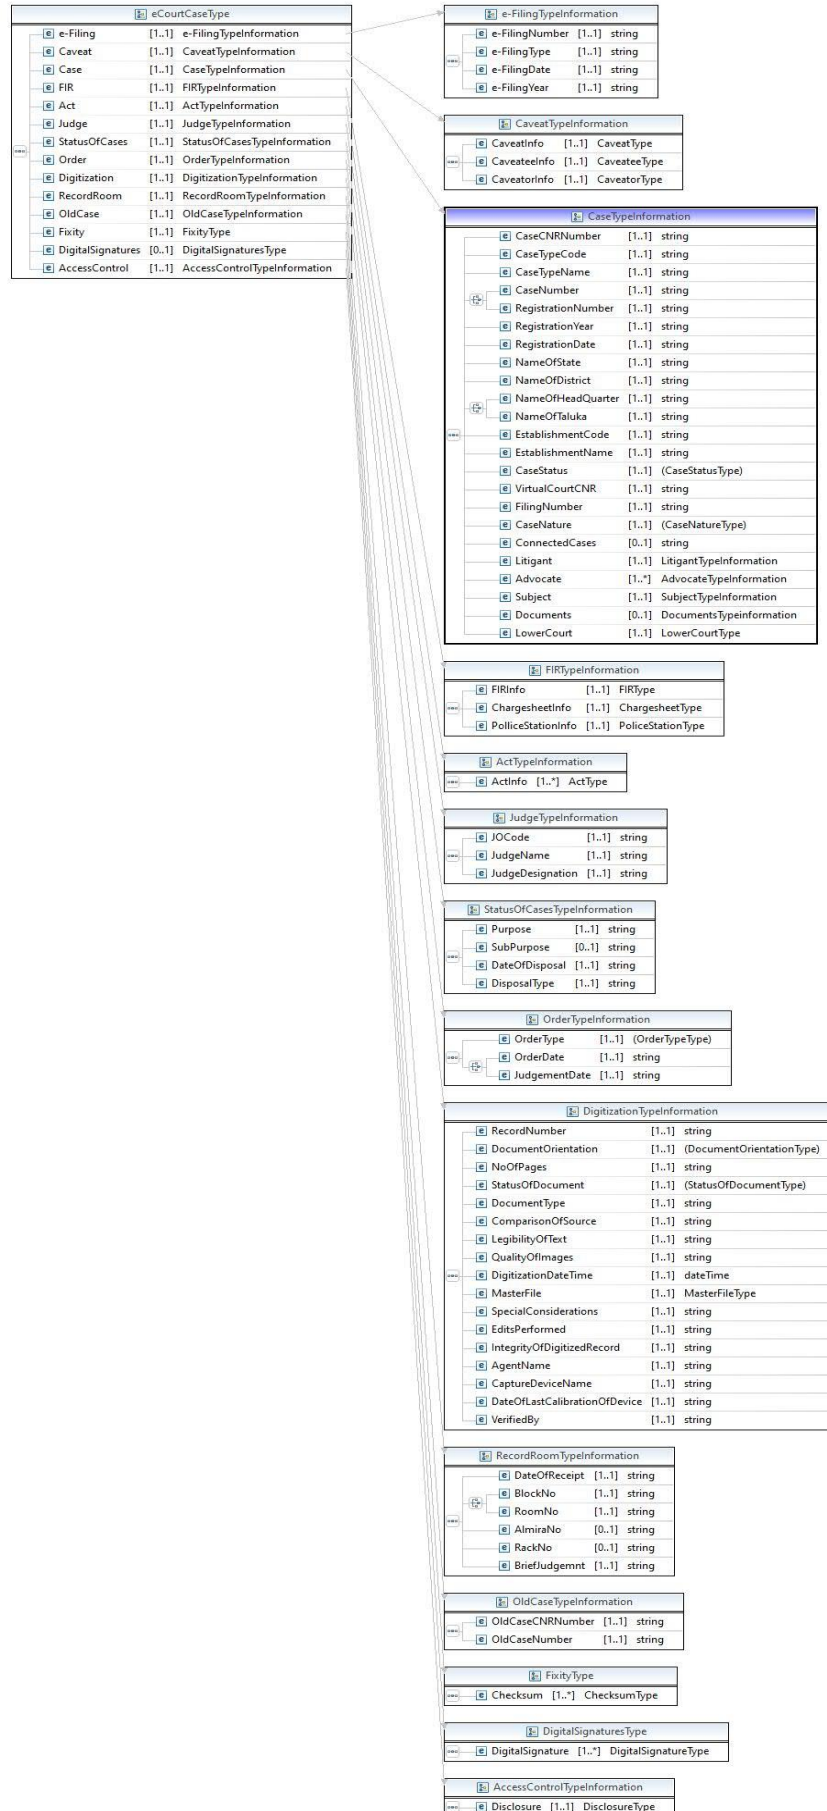 eCourtCaseType
e-Filing [1..1] e-FilingTypeInformation
Caveat [1..1] CaveatTypeInformation
Case [1..1] CaseTypeInformation
FIR [1..1] FIRTypeInformation
Act [1..1] ActTypeInformation
Judge [1..1] JudgeTypeInformation
StatusOfCases [1..1] StatusOfCasesTypeInformation
Order [1..1] OrderTypeInformation
Digitization [1..1] DigitizationTypeInformation
RecordRoom [1..1] RecordRoomTypeInformation
OldCase [1..1] OldCaseTypeInformation
Fixity [1..1] FixityType
DigitalSignatures [0..1] DigitalSignaturesType
AccessControl [1..1] AccessControlTypeInformation
e-FilingTypeInformation
e-FilingNumber [1..1] string
e-FilingType [1..1] string
e-FilingDate [1..1] string
e-FilingYear [1..1] string
CaveatTypeInformation
CaveatInfo [1..1] CaveatType
CaveateeInfo [1..1] CaveateeType
CaveatorInfo [1..1] CaveatorType
CaseTypeInformation
CaseCNRNumber [1..1] string
CaseTypeCode [1..1] string
CaseTypeName [1..1] string
CaseNumber [1..1] string
RegistrationNumber [1..1] string
RegistrationYear [1..1] string
RegistrationDate [1..1] string
NameOfState [1..1] string
NameOfDistrict [1..1] string
NameOfHeadQuarter [1..1] string
NameOfTaluka [1..1] string
EstablishmentCode [1..1] string
EstablishmentName [1..1] string
CaseStatus [1..1] (CaseStatusType)
VirtualCourtCNR [1..1] string
FilingNumber [1..1] string
CaseNature [1..1] (CaseNatureType)
ConnectedCases [0..1] string
Litigant [1..1] LitigantTypeInformation
Advocate [1..*] AdvocateTypeInformation
Subject [1..1] SubjectTypeInformation
Documents [0..1] DocumentsTypeinformation
LowerCourt [1..1] LowerCourtType
FIRTypeInformation
FIRInfo [1..1] FIRType
ChargesheetInfo [1..1] ChargesheetType
PolliceStationInfo [1..1] PoliceStationType
ActTypeInformation
ActInfo [1..*] ActType
JudgeTypeInformation
JOCode [1..1] string
JudgeName [1..1] string
JudgeDesignation [1..1] string
StatusOfCasesTypeInformation
Purpose [1..1] string
SubPurpose [0..1] string
DateOfDisposal [1..1] string
DisposalType [1..1] string
OrderTypeInformation
OrderType [1..1] (OrderTypeType)
OrderDate [1..1] string
JudgementDate [1..1] string
DigitizationTypeInformation
RecordNumber [1..1] string
DocumentOrientation [1..1] (DocumentOrientationType)
NoOfPages [1..1] string
StatusOfDocument [1..1] (StatusOfDocumentType)
DocumentType [1..1] string
ComparisonOfSource [1..1] string
LegibilityOfText [1..1] string
QualityOfImages [1..1] string
DigitizationDateTime [1..1] dateTime
MasterFile [1..1] MasterFileType
SpecialConsiderations [1..1] string
EditsPerformed [1..1] string
IntegrityOfDigitizedRecord [1..1] string
AgentName [1..1] string
CaptureDeviceName [1..1] string
DateOfLastCalibrationOfDevice [1..1] string
VerifiedBy [1..1] string
RecordRoomTypeInformation
DateOfReceipt [1..1] string
BlockNo [1..1] string
RoomNo [1..1] string
AlmiraNo [0..1] string
RackNo [0..1] string
BriefJudgemnt [1..1] string
OldCaseTypeInformation
OldCaseCNRNumber [1..1] string
OldCaseNumber [1..1] string
FixityType
Checksum [1..*] ChecksumType
DigitalSignaturesType
DigitalSignature [1..*] DigitalSignatureType
AccessControlTypeInformation
Disclosure [1..1] DisclosureType